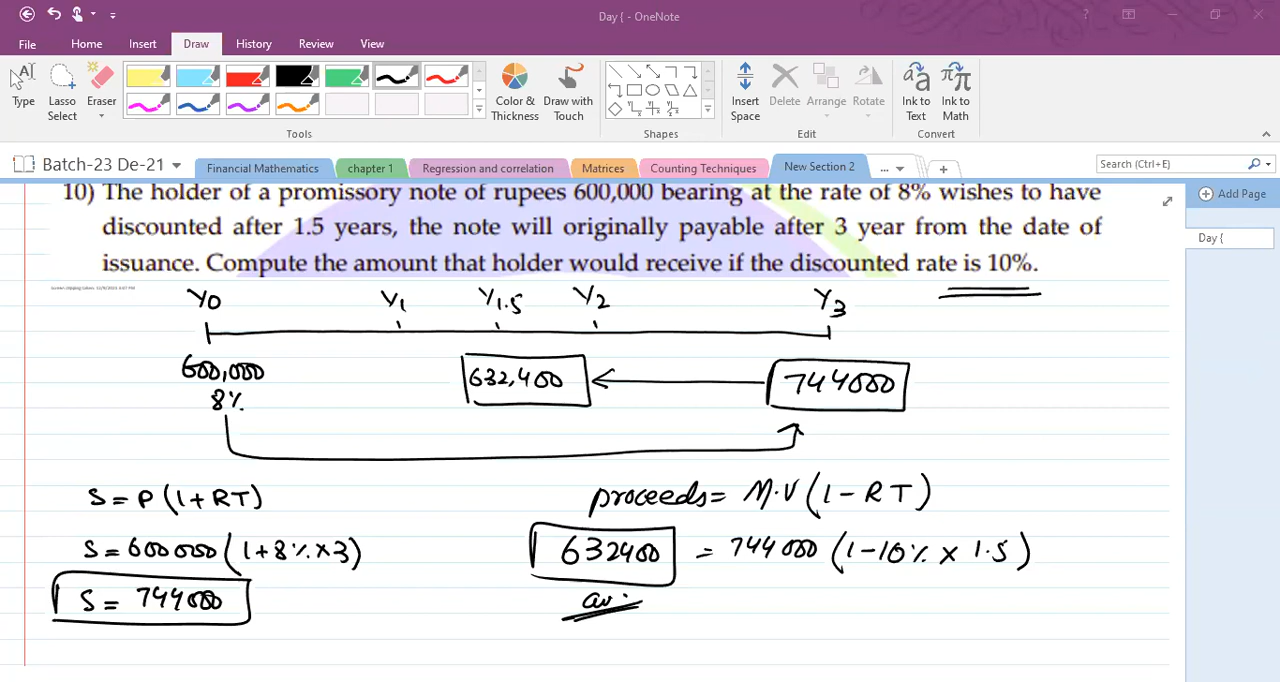 Day { - OneNote
File Home Insert Draw History Review View
Type
Lasso Select
Eraser
Color & Thickness
Draw with Touch
Insert Space
Delete
Arrange
Rotate
Ink to Text
Ink to Math
Tools
Shapes
Edit
Convert
Batch-23 De-21
Financial Mathematics
chapter 1
Regression and correlation
Matrices
Counting Techniques
New Section 2
...
Search (Ctrl+E)
Add Page
Day {
10) The holder of a promissory note of rupees 600,000 bearing at the rate of 8% wishes to have
discounted after 1.5 years, the note will originally payable after 3 year from the date of
issuance. Compute the amount that holder would receive if the discounted rate is 10%.
Y0 Y1 Y1.5 Y2 Y3
600,000 632,400 744000
8%
S = P (1+RT)
S = 600000 (1+8%×3)
S = 744000
proceeds = M.V (1 - RT)
632400 = 744000 (1-10% × 1.5)